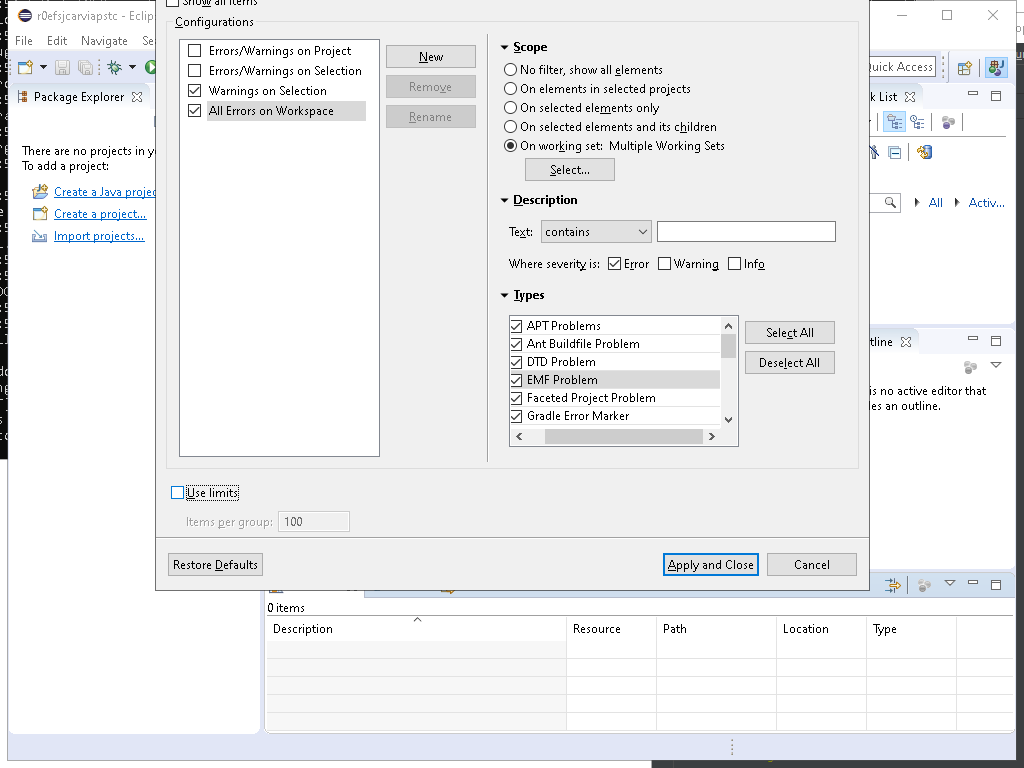 r0efsjcarviapstc - Eclip
Show all items
Configurations
File Edit Navigate Se
Errors/Warnings on Project
Errors/Warnings on Selection
Warnings on Selection
All Errors on Workspace
New
Remove
Rename
Scope
No filter, show all elements
On elements in selected projects
On selected elements only
On selected elements and its children
On working set: Multiple Working Sets
Select...
Description
Text: contains
Where severity is: Error Warning Info
Types
APT Problems
Ant Buildfile Problem
DTD Problem
EMF Problem
Faceted Project Problem
Gradle Error Marker
Select All
Deselect All
Use limits
Items per group: 100
Restore Defaults
Apply and Close
Cancel
Quick Access
Package Explorer
There are no projects in y
To add a project:
Create a Java projec
Create a project...
Import projects...
k List
All Activ...
tline
is no active editor that
es an outline.
0 items
Description Resource Path Location Type